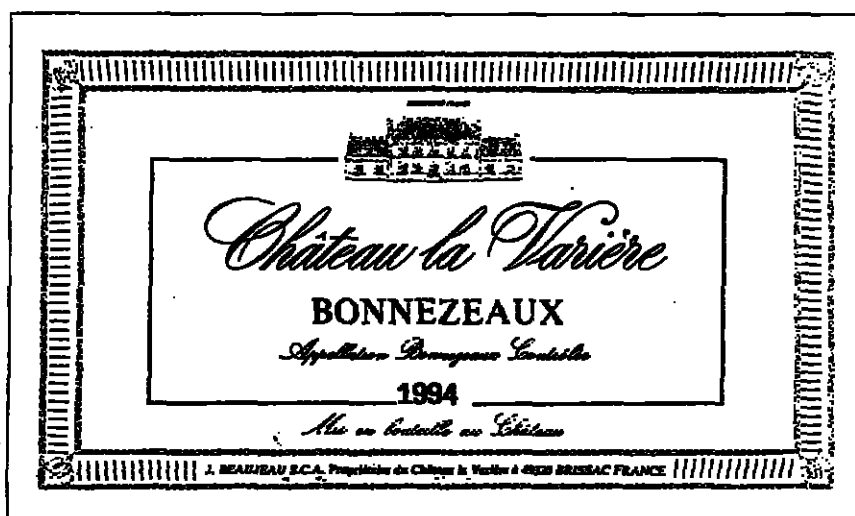 Château la Varière
BONNEZEAUX
Appellation Bonnezeaux Contrôlée
1994
Mis en bouteille au Château
J. BEAUJEAU S.C.A. Propriétaire du Château la Varière à 49320 BRISSAC FRANCE